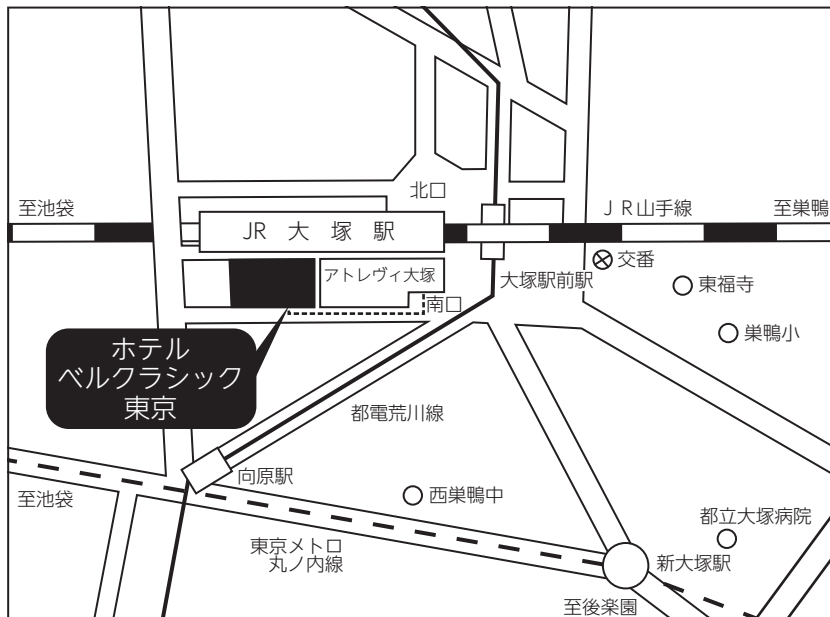 北口
至池袋
JR山手線
至巣鴨
JR 大 塚 駅
交番
アトレヴィ大塚
大塚駅前駅
東福寺
南口
巣鴨小
ホテル
ベルクラシック
東京
都電荒川線
向原駅
至池袋
西巣鴨中
都立大塚病院
東京メトロ
丸ノ内線
新大塚駅
至後楽園